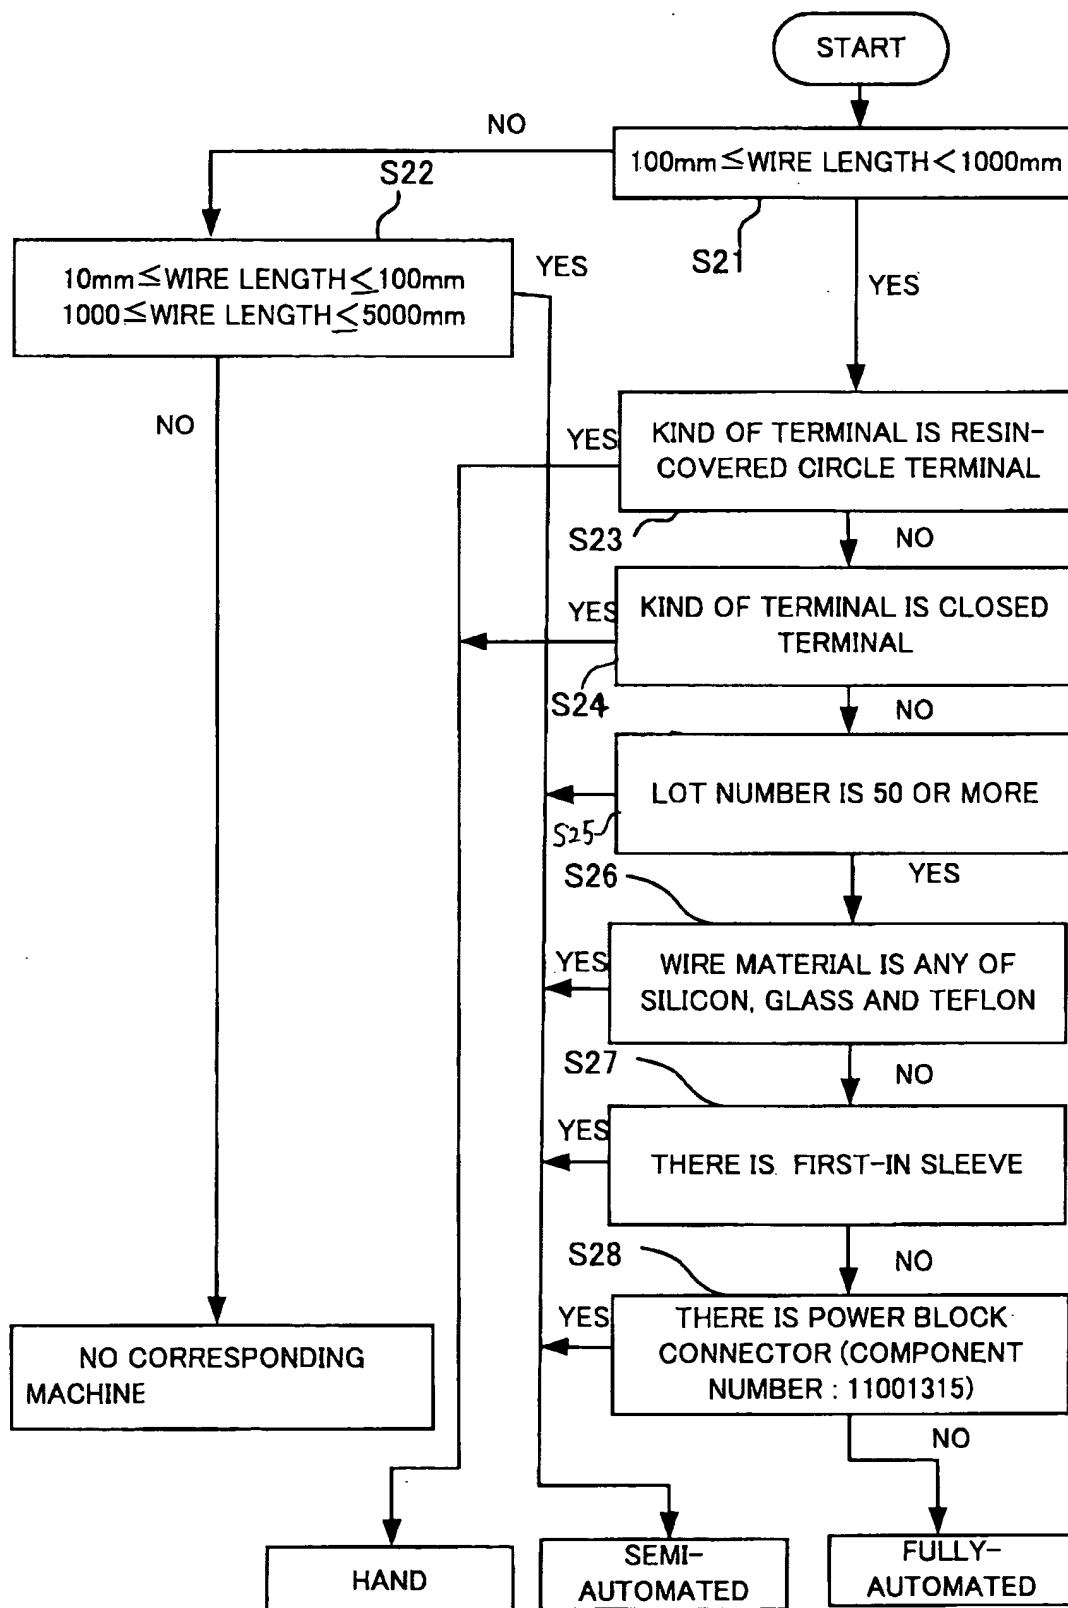 START
NO
100mm≦WIRE LENGTH<1000mm
S22
S21
10mm≦WIRE LENGTH≤100mm
1000≦WIRE LENGTH≤5000mm
YES
YES
NO
YES
KIND OF TERMINAL IS RESIN-
COVERED CIRCLE TERMINAL
S23
NO
YES
KIND OF TERMINAL IS CLOSED
TERMINAL
S24
NO
LOT NUMBER IS 50 OR MORE
S25
YES
S26
YES
WIRE MATERIAL IS ANY OF
SILICON, GLASS AND TEFLON
S27
NO
YES
THERE IS FIRST-IN SLEEVE
S28
NO
YES
THERE IS POWER BLOCK
CONNECTOR (COMPONENT
NUMBER : 11001315)
NO CORRESPONDING
MACHINE
NO
HAND
SEMI-
AUTOMATED
FULLY-
AUTOMATED